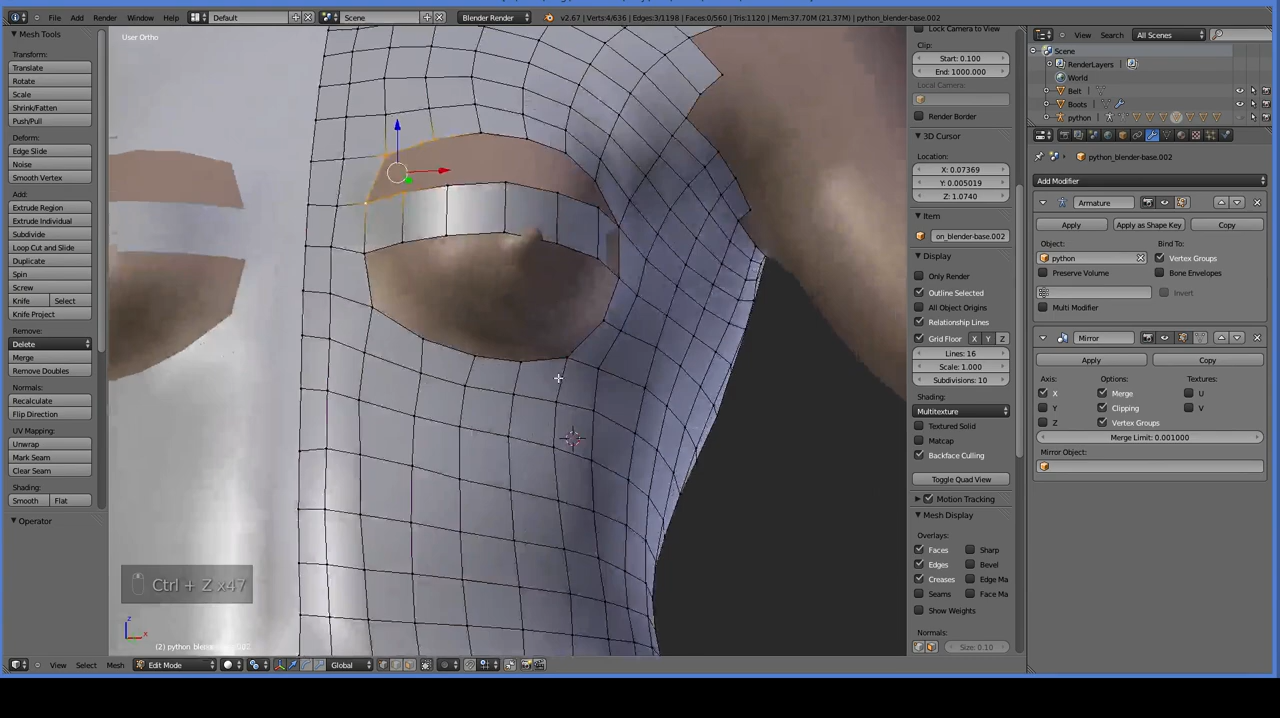 File Add Render Window Help Default Scene Blender Render v2.67 | Verts:4/636 | Edges:3/1198 | Faces:0/560 | Tris:1120 | Mem:37.70M (21.37M) | python_blender-base.002
Mesh Tools
Transform:
Translate
Rotate
Scale
Shrink/Fatten
Push/Pull
Deform:
Edge Slide
Noise
Smooth Vertex
Add:
Extrude Region
Extrude Individual
Subdivide
Loop Cut and Slide
Duplicate
Spin
Screw
Knife Select
Knife Project
Remove:
Delete
Merge
Remove Doubles
Normals:
Recalculate
Flip Direction
UV Mapping:
Unwrap
Mark Seam
Clear Seam
Shading:
Smooth Flat
Operator
User Ortho
Ctrl + Z x47
z
x
(2) python_blender
View Select Mesh Edit Mode Global
Lock Camera to View
Clip:
Start: 0.100
End: 1000.000
Local Camera:
Render Border
3D Cursor
Location:
X: 0.07369
Y: 0.005019
Z: 1.0740
Item
on_blender-base.002
Display
Only Render
Outline Selected
All Object Origins
Relationship Lines
Grid Floor X Y Z
Lines: 16
Scale: 1.000
Subdivisions: 10
Shading:
Multitexture
Textured Solid
Matcap
Backface Culling
Toggle Quad View
Motion Tracking
Mesh Display
Overlays:
Faces Sharp
Edges Bevel
Creases Edge Ma
Seams Face Ma
Show Weights
Normals:
Size: 0.10
View Search All Scenes
Scene
RenderLayers
World
Belt
Boots
python
python_blender-base.002
Add Modifier
Armature
Apply Apply as Shape Key Copy
Object: Bind To:
python Vertex Groups
Preserve Volume Bone Envelopes
Invert
Multi Modifier
Mirror
Apply Copy
Axis: Options: Textures:
X Merge U
Y Clipping V
Z Vertex Groups
Merge Limit: 0.001000
Mirror Object: